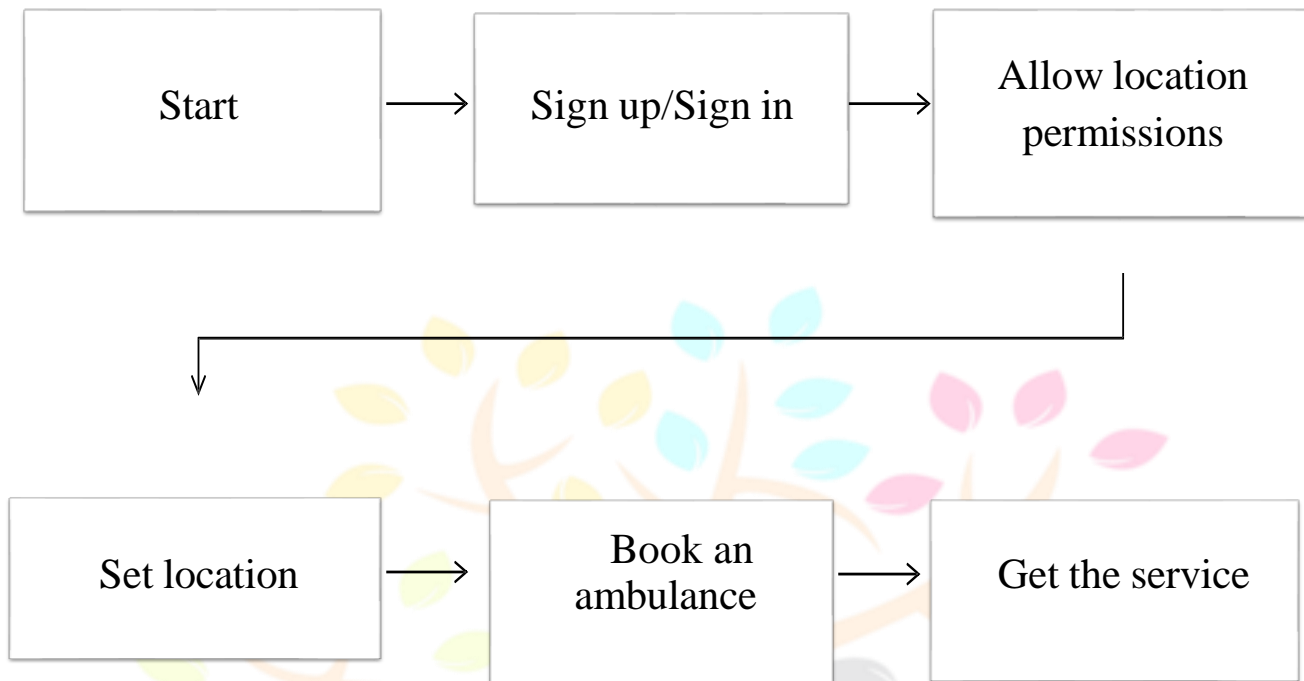 Start
Sign up/Sign in
Allow location
permissions
Set location
Book an
ambulance
Get the service